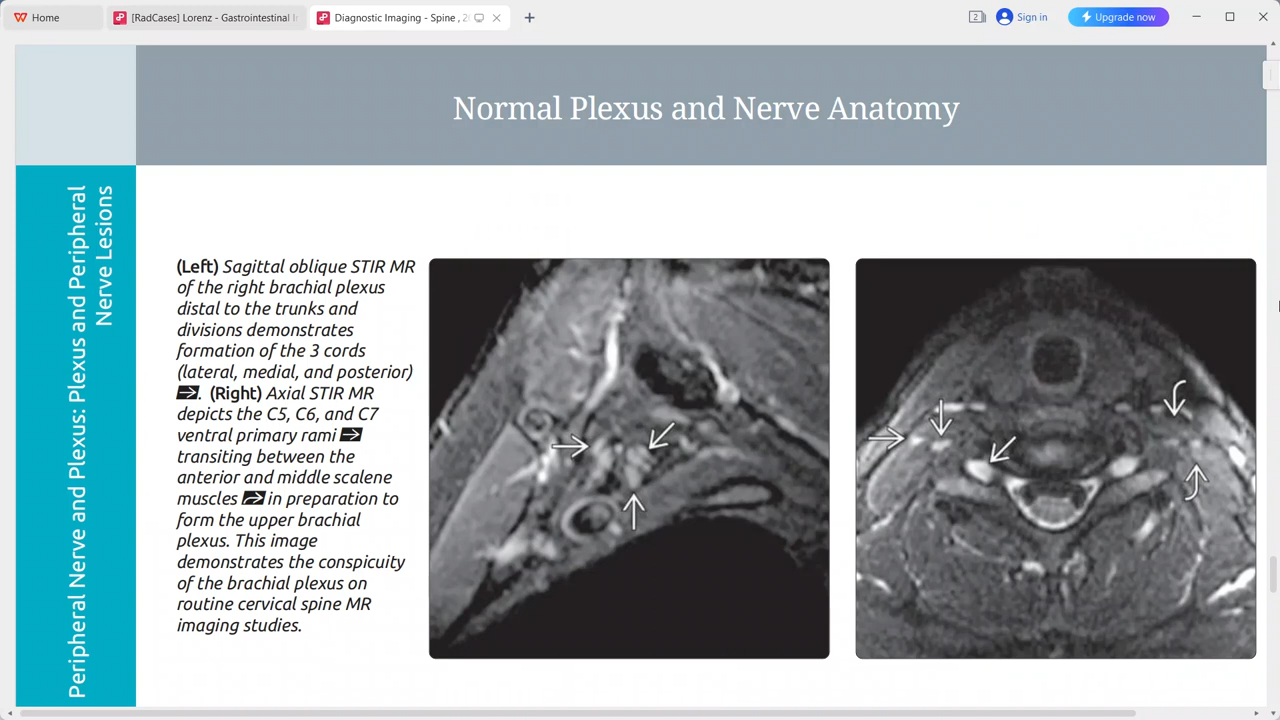 Home
[RadCases] Lorenz - Gastrointestinal I
Diagnostic Imaging - Spine , 2
2
Sign in
Upgrade now
Normal Plexus and Nerve Anatomy
Peripheral Nerve and Plexus: Plexus and Peripheral
Nerve Lesions
(Left) Sagittal oblique STIR MR
of the right brachial plexus
distal to the trunks and
divisions demonstrates
formation of the 3 cords
(lateral, medial, and posterior)
. (Right) Axial STIR MR
depicts the C5, C6, and C7
ventral primary rami
transiting between the
anterior and middle scalene
muscles in preparation to
form the upper brachial
plexus. This image
demonstrates the conspicuity
of the brachial plexus on
routine cervical spine MR
imaging studies.